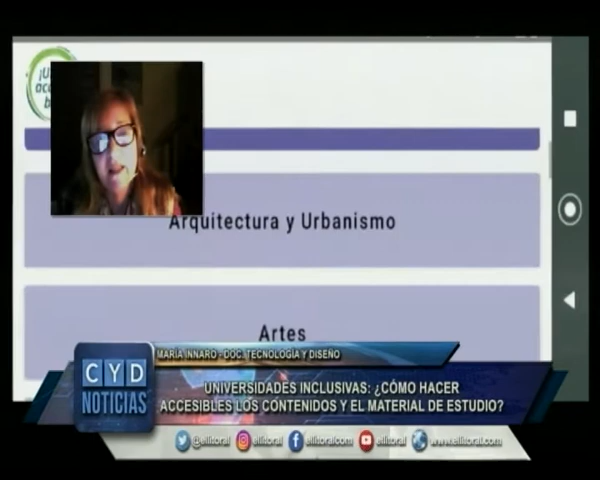 ¡U
ac
b
Arquitectura y Urbanismo
Artes
MARÍA INNARO - DOC. TECNOLOGÍA Y DISEÑO
CYD
NOTICIAS
UNIVERSIDADES INCLUSIVAS: ¿CÓMO HACER
ACCESIBLES LOS CONTENIDOS Y EL MATERIAL DE ESTUDIO?
@ellitoral ellitoral ellitoralcom ellitoral www.ellitoral.com